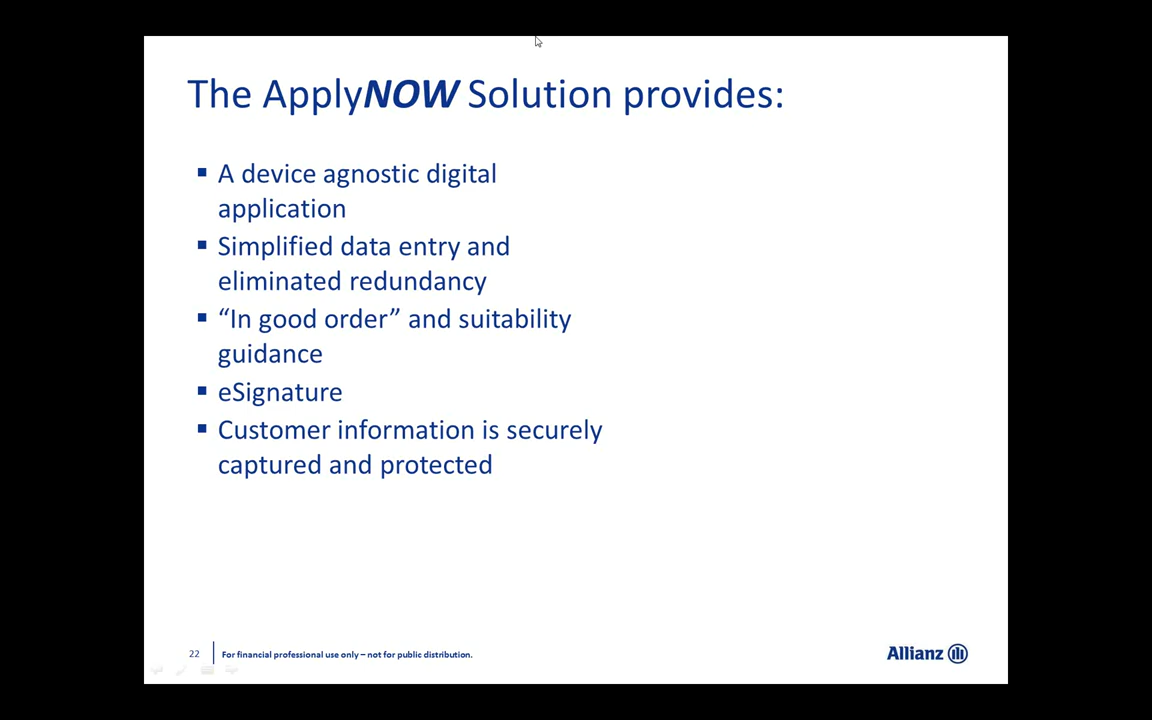 The ApplyNOW Solution provides:
▪ A device agnostic digital
application
▪ Simplified data entry and
eliminated redundancy
▪ “In good order” and suitability
guidance
▪ eSignature
▪ Customer information is securely
captured and protected
22
For financial professional use only – not for public distribution.
Allianz